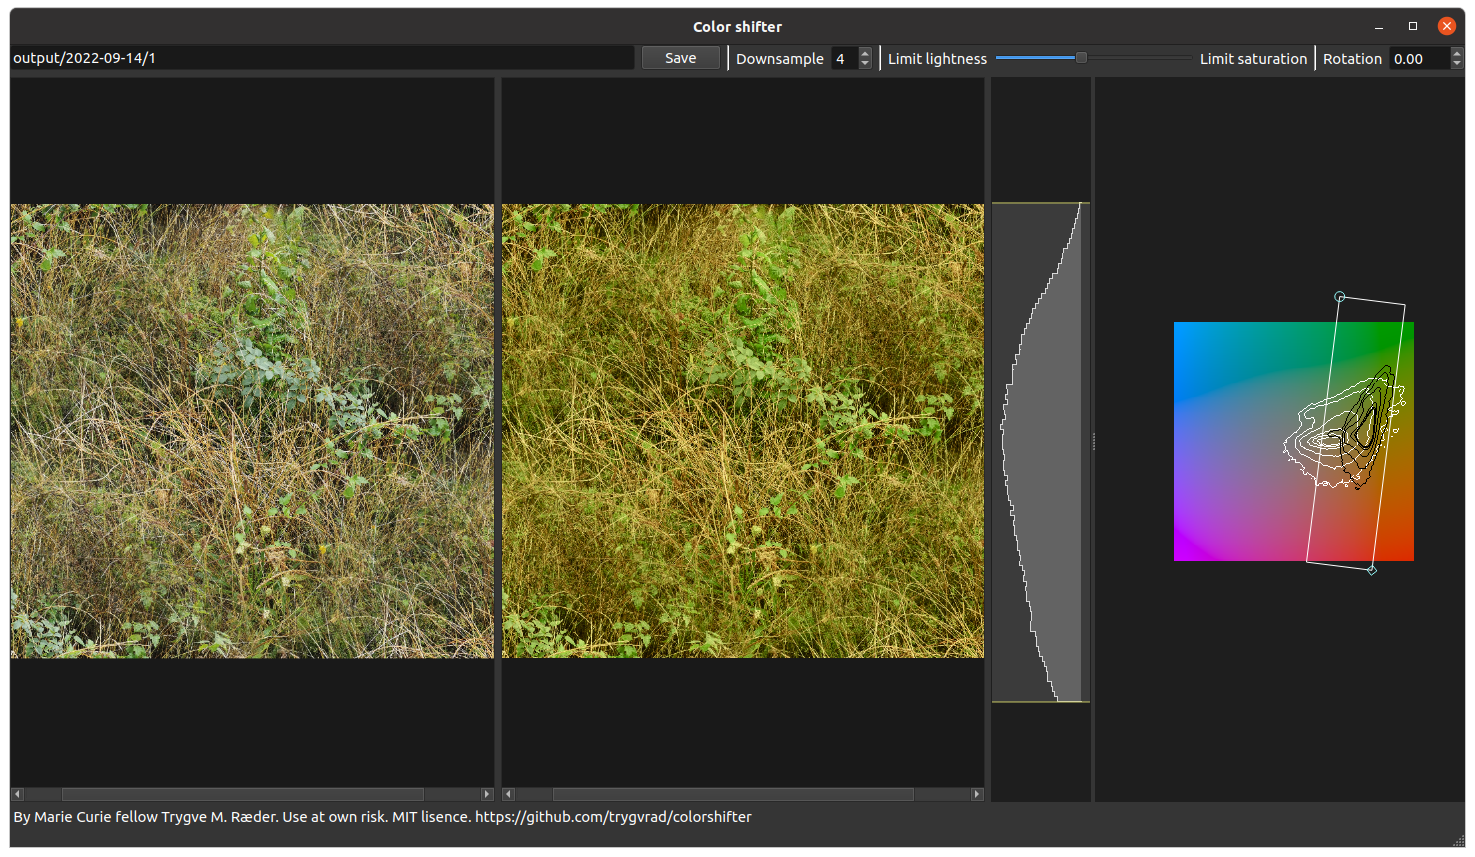 Color shifter
output/2022-09-14/1 Save Downsample 4 Limit lightness Limit saturation Rotation 0.00
By Marie Curie fellow Trygve M. Ræder. Use at own risk. MIT lisence. https://github.com/trygvrad/colorshifter